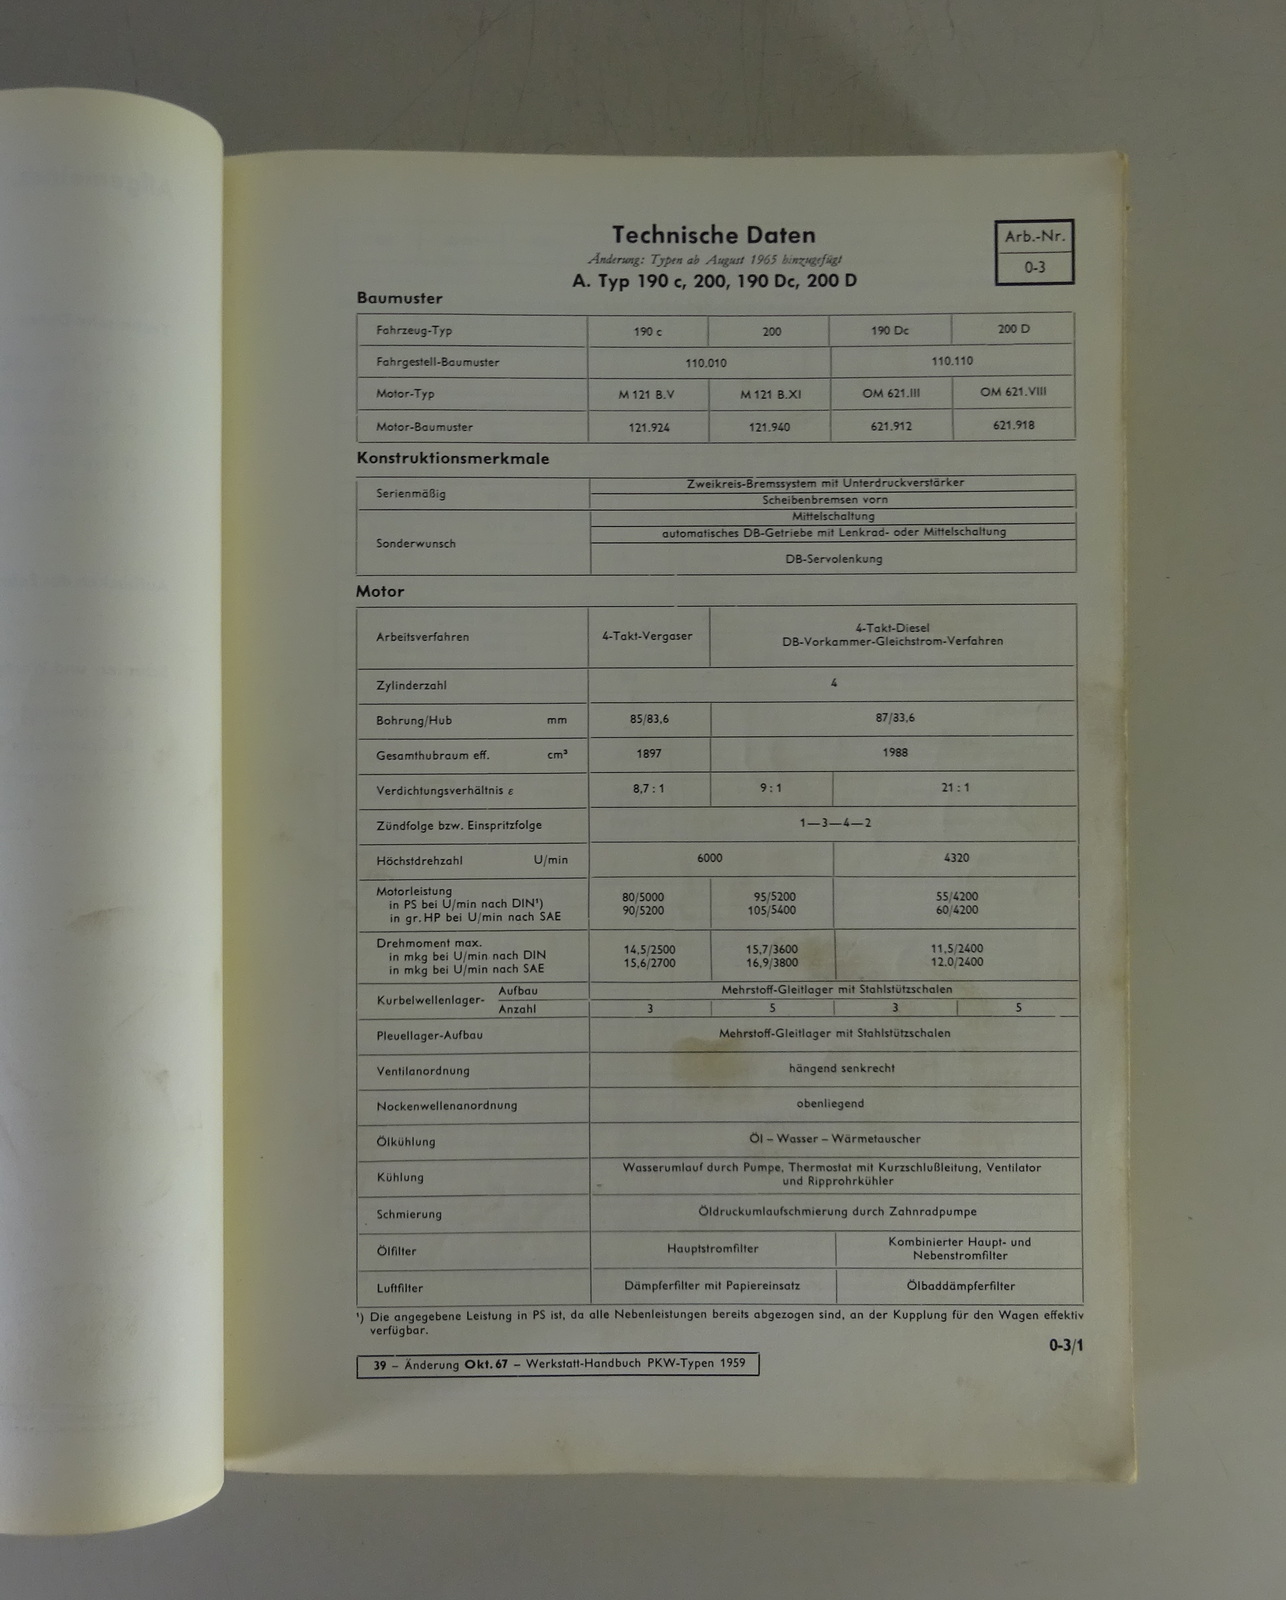 Technische Daten
Änderung: Typen ab August 1965 hinzugefügt
A. Typ 190 c, 200, 190 Dc, 200 D
Arb.-Nr.
0-3
Baumuster
Fahrzeug-Typ 190 c 200 190 Dc 200 D
Fahrgestell-Baumuster 110.010 110.110
Motor-Typ M 121 B.V M 121 B.XI OM 621.III OM 621.VIII
Motor-Baumuster 121.924 121.940 621.912 621.918
Konstruktionsmerkmale
Serienmäßig
Zweikreis-Bremssystem mit Unterdruckverstärker
Scheibenbremsen vorn
Sonderwunsch
Mittelschaltung
automatisches DB-Getriebe mit Lenkrad- oder Mittelschaltung
DB-Servolenkung
Motor
Arbeitsverfahren 4-Takt-Vergaser 4-Takt-Diesel
DB-Vorkammer-Gleichstrom-Verfahren
Zylinderzahl 4
Bohrung/Hub mm 85/83,6 87/33,6
Gesamthubraum eff. cm³ 1897 1988
Verdichtungsverhältnis ε 8,7 : 1 9 : 1 21 : 1
Zündfolge bzw. Einspritzfolge 1—3—4—2
Höchstdrehzahl U/min 6000 4320
Motorleistung
in PS bei U/min nach DIN¹) 80/5000 95/5200 55/4200
in gr. HP bei U/min nach SAE 90/5200 105/5400 60/4200
Drehmoment max.
in mkg bei U/min nach DIN 14,5/2500 15,7/3600 11,5/2400
in mkg bei U/min nach SAE 15,6/2700 16,9/3800 12,0/2400
Kurbelwellenlager-
Aufbau Mehrstoff-Gleitlager mit Stahlstützschalen
Anzahl 3 5 3 5
Pleuellager-Aufbau Mehrstoff-Gleitlager mit Stahlstützschalen
Ventilanordnung hängend senkrecht
Nockenwellenanordnung obenliegend
Ölkühlung Öl – Wasser – Wärmetauscher
Kühlung Wasserumlauf durch Pumpe, Thermostat mit Kurzschlußleitung, Ventilator
und Ripprohrkühler
Schmierung Öldruckumlaufschmierung durch Zahnradpumpe
Ölfilter Hauptstromfilter Kombinierter Haupt- und
Nebenstromfilter
Luftfilter Dämpferfilter mit Papiereinsatz Ölbaddämpferfilter
¹) Die angegebene Leistung in PS ist, da alle Nebenleistungen bereits abgezogen sind, an der Kupplung für den Wagen effektiv
verfügbar.
0-3/1
39 – Änderung Okt. 67 – Werkstatt-Handbuch PKW-Typen 1959